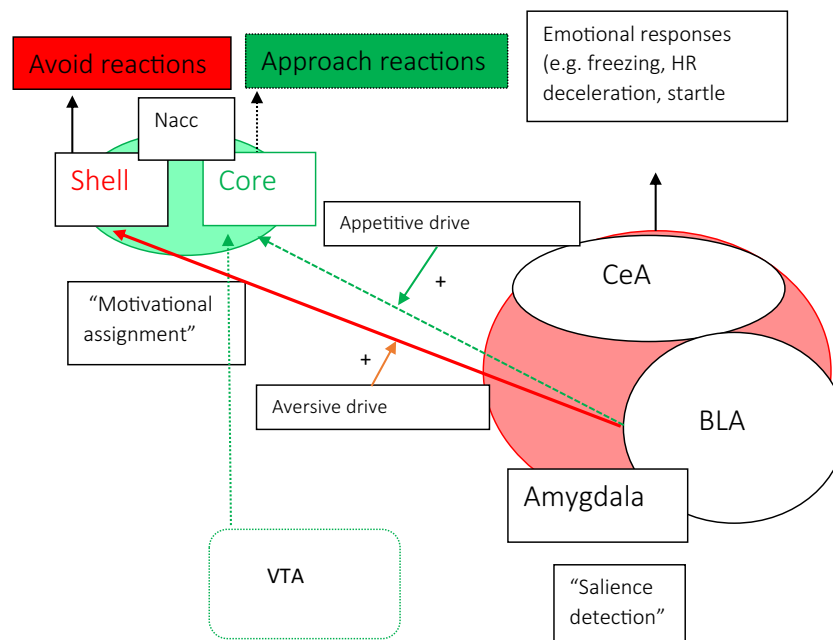 Emotional responses
(e.g. freezing, HR
deceleration, startle
Avoid reactions
Approach reactions
Nacc
Shell
Core
Appetitive drive
+
CeA
"Motivational
assignment"
+
Aversive drive
BLA
Amygdala
VTA
"Salience
detection"